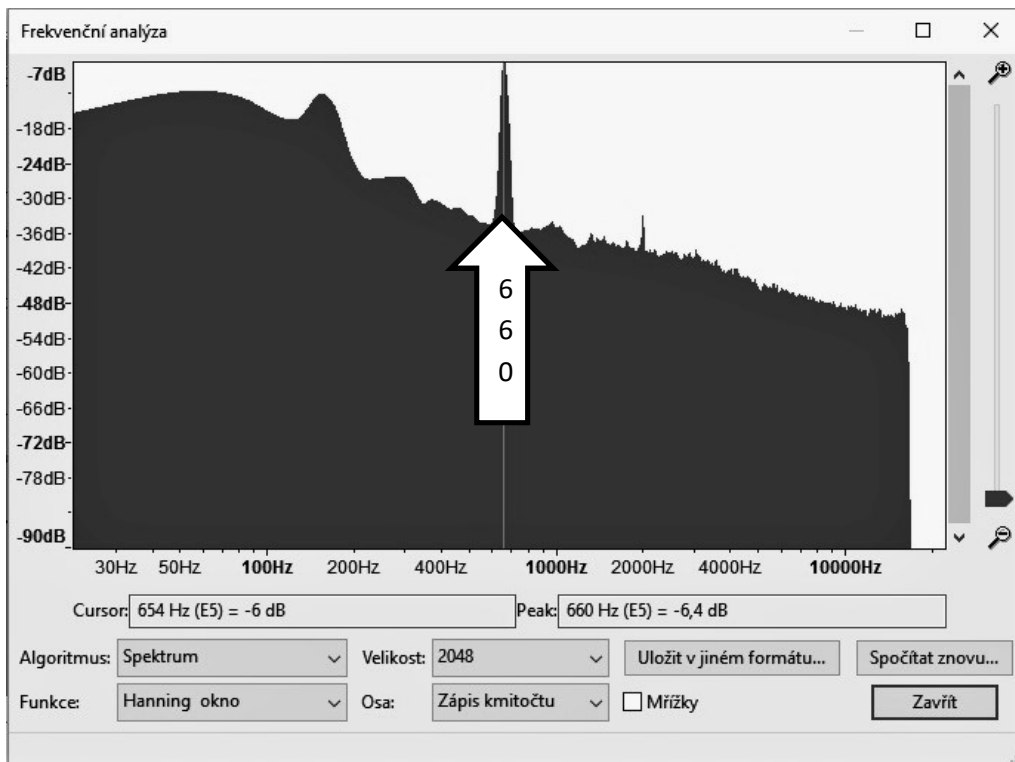 Frekvenční analýza
-7dB
-18dB
-24dB
-30dB
-36dB
-42dB
-48dB
-54dB
-60dB
-66dB
-72dB
-78dB
-90dB
6
6
0
30Hz 50Hz 100Hz 200Hz 400Hz 1000Hz 2000Hz 4000Hz 10000Hz
Cursor: 654 Hz (E5) = -6 dB Peak: 660 Hz (E5) = -6,4 dB
Algoritmus: Spektrum Velikost: 2048 Uložit v jiném formátu... Spočítat znovu...
Funkce: Hanning okno Osa: Zápis kmitočtu Mřížky Zavřít